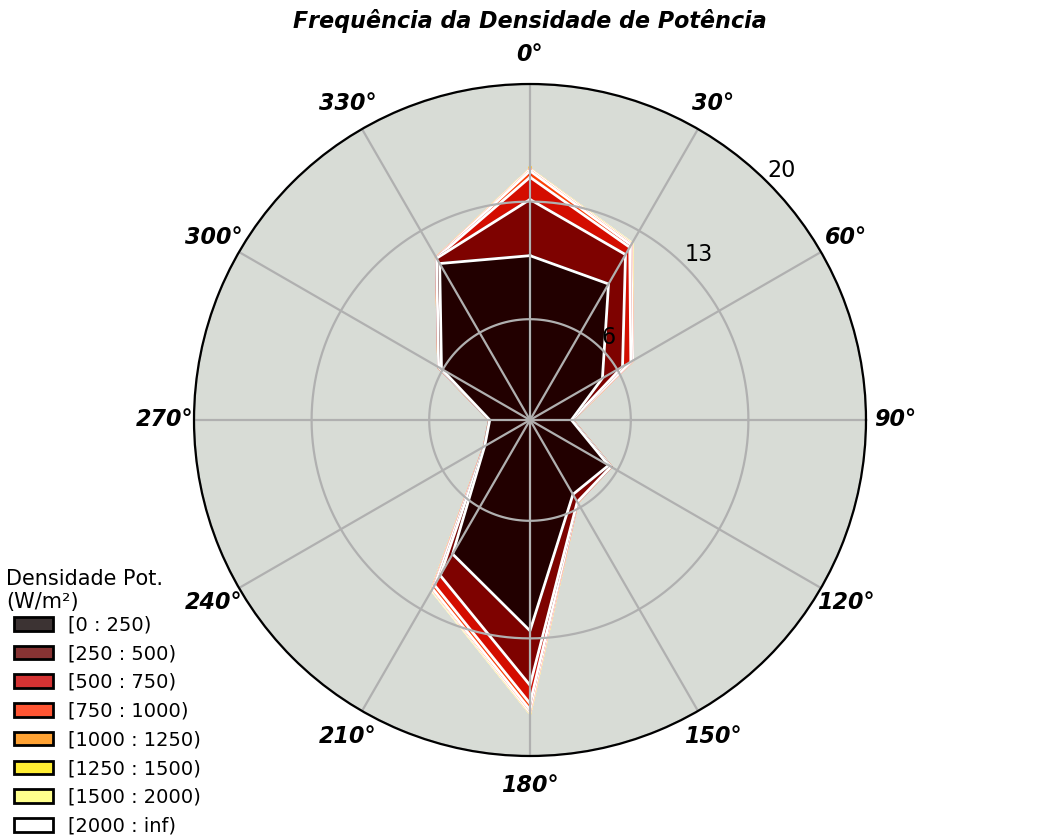 Frequência da Densidade de Potência
0°
330°
30°
20
300°
60°
13
6
270°
90°
240°
120°
210°
150°
180°
Densidade Pot.
(W/m²)
[0 : 250)
[250 : 500)
[500 : 750)
[750 : 1000)
[1000 : 1250)
[1250 : 1500)
[1500 : 2000)
[2000 : inf)